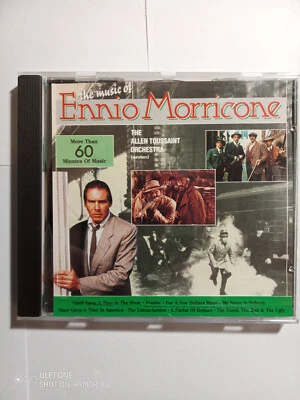 the music of
Ennio Morricone
More Than
60
Minutes Of Music
THE
ALLEN TOUSSAINT
ORCHESTRA
Once Upon A Time In The West - Frantic - For A Few Dollars More - My Name Is Nobody
Once Upon A Time In America - The Untouchables - A Fistful Of Dollars - The Good, The Bad & The Ugly
ULEFONE
SHOT ON ARMOR